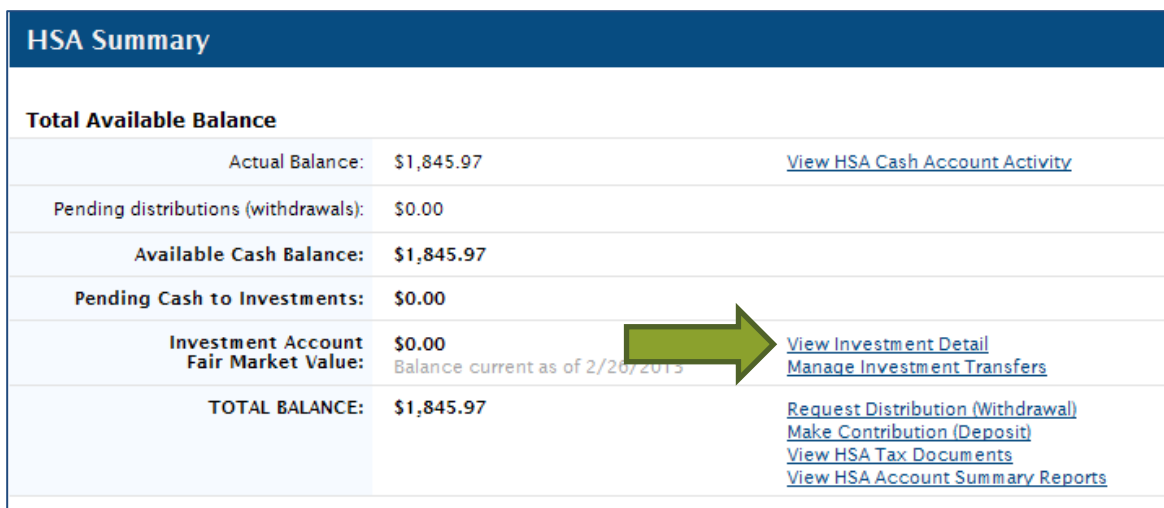 HSA Summary
Total Available Balance
Actual Balance: $1,845.97 View HSA Cash Account Activity
Pending distributions (withdrawals): $0.00
Available Cash Balance: $1,845.97
Pending Cash to Investments: $0.00
Investment Account $0.00 View Investment Detail
Fair Market Value: Balance current as of 2/26/2013 Manage Investment Transfers
TOTAL BALANCE: $1,845.97 Request Distribution (Withdrawal)
Make Contribution (Deposit)
View HSA Tax Documents
View HSA Account Summary Reports